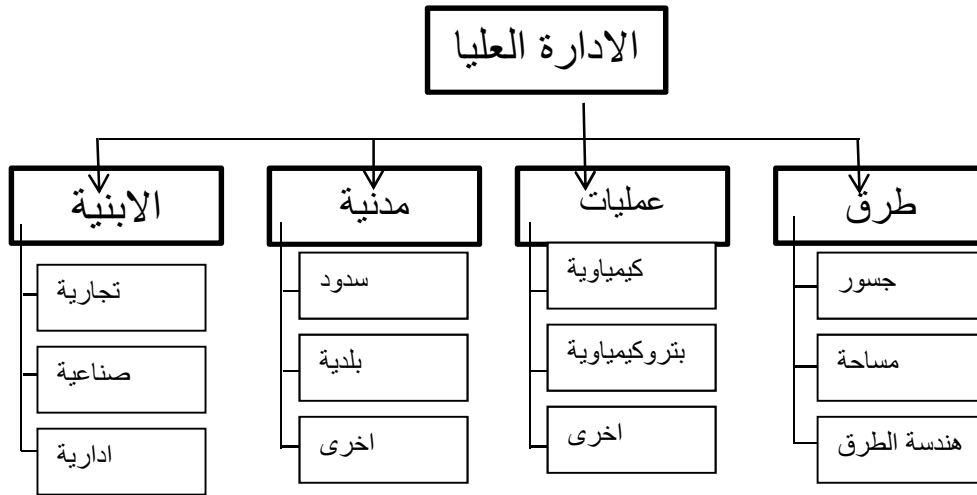 الادارة العليا
طرق
عمليات
مدنية
الابنية
جسور
كيمياوية
سدود
تجارية
مساحة
بتروكيمياوية
بلدية
صناعية
هندسة الطرق
اخرى
اخرى
ادارية